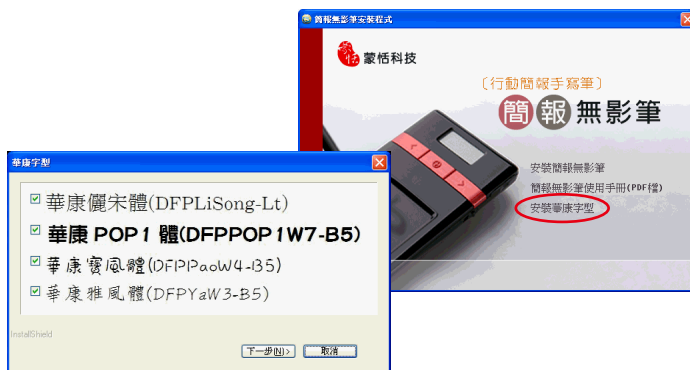 簡報無影筆安裝程式
蒙恬
蒙恬科技
〔行動簡報手寫筆〕
簡報無影筆
安裝簡報無影筆
簡報無影筆使用手冊(PDF檔)
安裝華康字型
華康字型
華康儷宋體(DFPLiSong-Lt)
華康 POP1 體(DFPPOP1W7-B5)
華康寶風體(DFPPaoW4-B5)
華康雅風體(DFPYaW3-B5)
InstallShield
下一步(N)>
取消